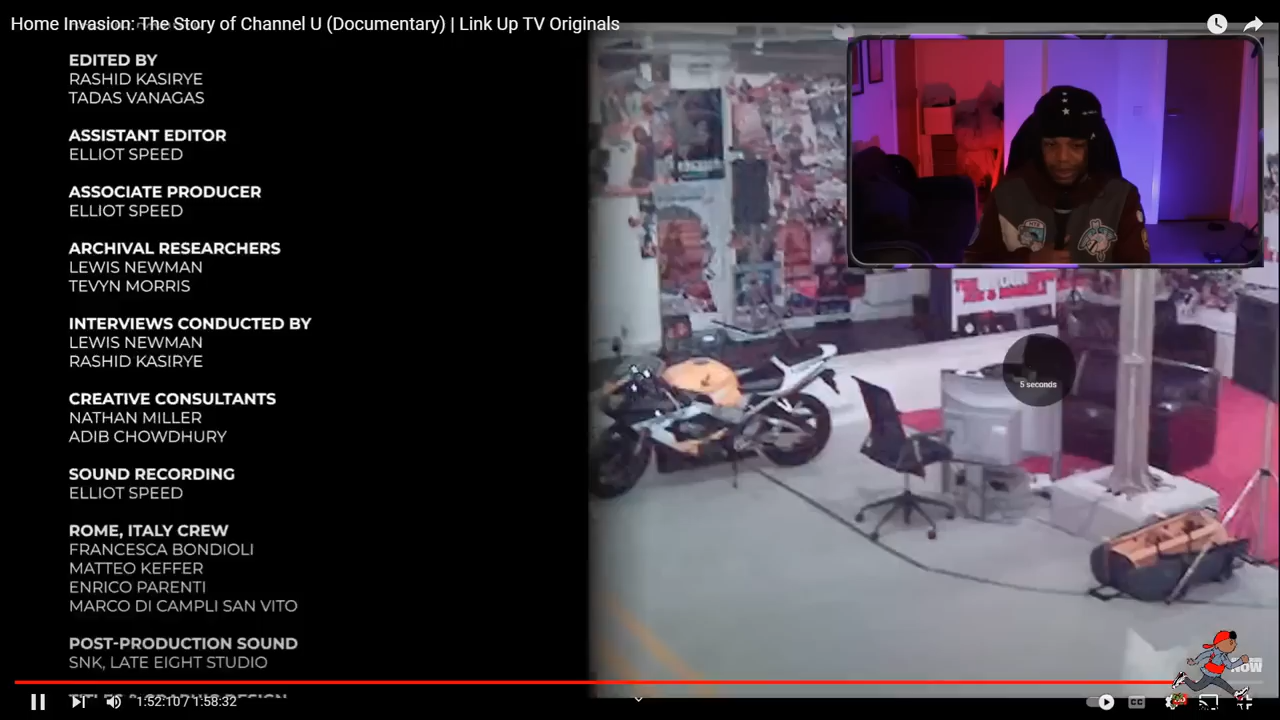 Home Invasion: The Story of Channel U (Documentary) | Link Up TV Originals
EDITED BY
RASHID KASIRYE
TADAS VANAGAS
ASSISTANT EDITOR
ELLIOT SPEED
ASSOCIATE PRODUCER
ELLIOT SPEED
ARCHIVAL RESEARCHERS
LEWIS NEWMAN
TEVYN MORRIS
INTERVIEWS CONDUCTED BY
LEWIS NEWMAN
RASHID KASIRYE
CREATIVE CONSULTANTS
NATHAN MILLER
ADIB CHOWDHURY
SOUND RECORDING
ELLIOT SPEED
ROME, ITALY CREW
FRANCESCA BONDIOLI
MATTEO KEFFER
ENRICO PARENTI
MARCO DI CAMPLI SAN VITO
POST-PRODUCTION SOUND
SNK, LATE EIGHT STUDIO
5 seconds
NOW
1:52:10 / 1:58:32
CC